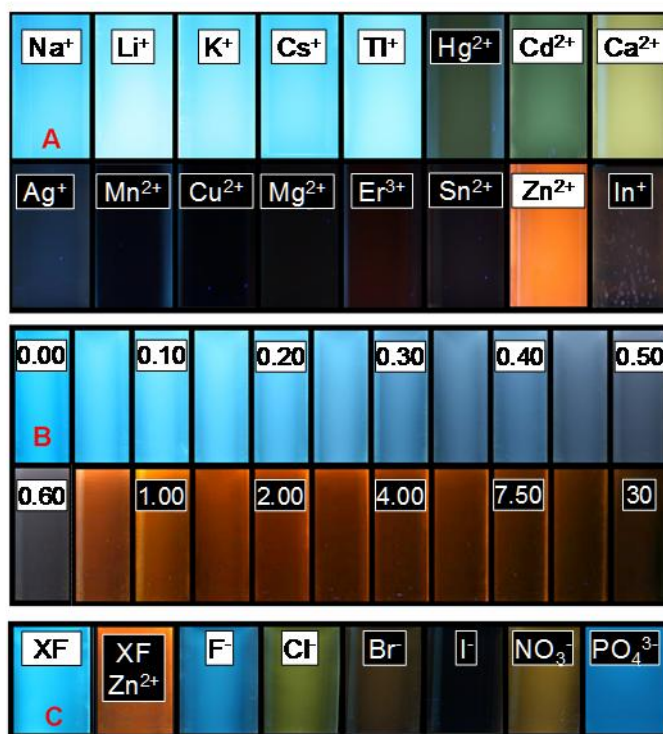 Na⁺ Li⁺ K⁺ Cs⁺ Tl⁺ Hg²⁺ Cd²⁺ Ca²⁺
A
Ag⁺ Mn²⁺ Cu²⁺ Mg²⁺ Er³⁺ Sn²⁺ Zn²⁺ In⁺
0.00 0.10 0.20 0.30 0.40 0.50
B
0.60 1.00 2.00 4.00 7.50 30
XF XF F⁻ Cl⁻ Br⁻ I⁻ NO₃⁻ PO₄³⁻
Zn²⁺
C